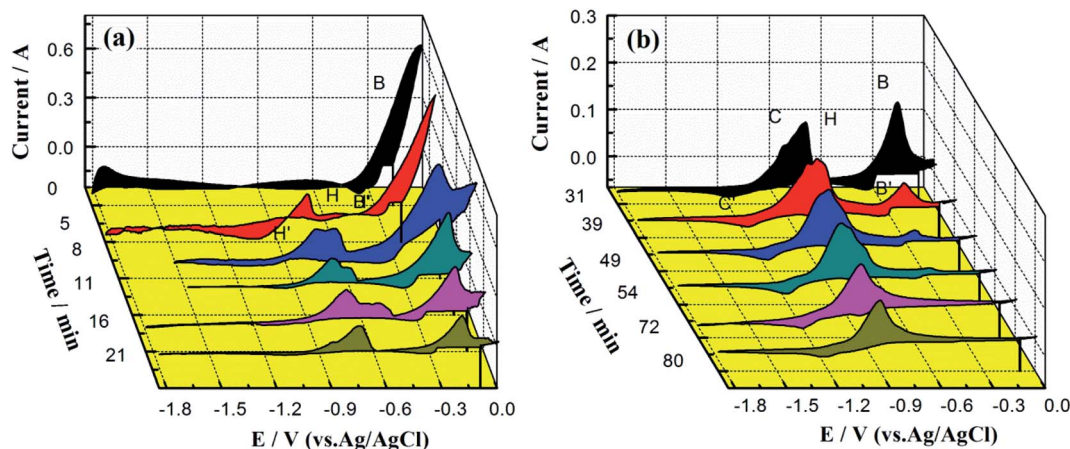 (a)
Current / A
0.6
0.3
0.0
B
H
B'
H'
0
5
8
11
16
21
Time / min
-1.8
-1.5
-1.2
-0.9
-0.6
-0.3
0.0
E / V (vs.Ag/AgCl)
(b)
Current / A
0.3
0.2
0.1
0.0
C
H
B
C'
B'
31
39
49
54
72
80
Time / min
-1.8
-1.5
-1.2
-0.9
-0.6
-0.3
0.0
E / V (vs.Ag/AgCl)